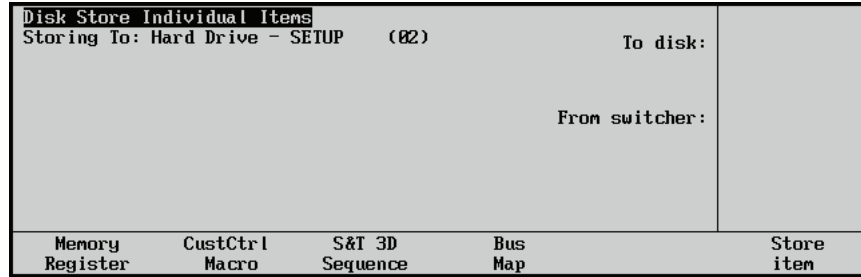 Disk Store Individual Items
Storing To: Hard Drive - SETUP (02)
To disk:
From switcher:
Memory Register
CustCtrl Macro
S&T 3D Sequence
Bus Map
Store item